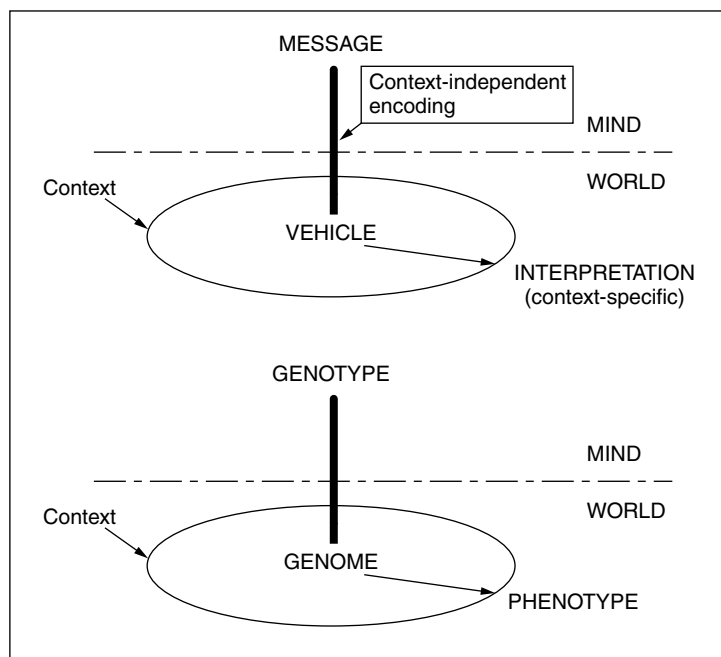 MESSAGE
Context-independent
encoding
MIND
WORLD
Context
VEHICLE
INTERPRETATION
(context-specific)
GENOTYPE
MIND
WORLD
Context
GENOME
PHENOTYPE